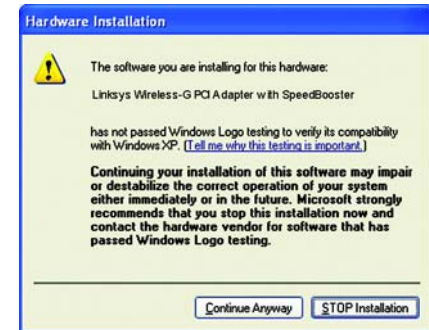 Hardware Installation
The software you are installing for this hardware:
Linksys Wireless-G PCI Adapter with SpeedBooster
has not passed Windows Logo testing to verify its compatibility
with Windows XP. (Tell me why this testing is important.)
Continuing your installation of this software may impair
or destabilize the correct operation of your system
either immediately or in the future. Microsoft strongly
recommends that you stop this installation now and
contact the hardware vendor for software that has
passed Windows Logo testing.
Continue Anyway STOP Installation